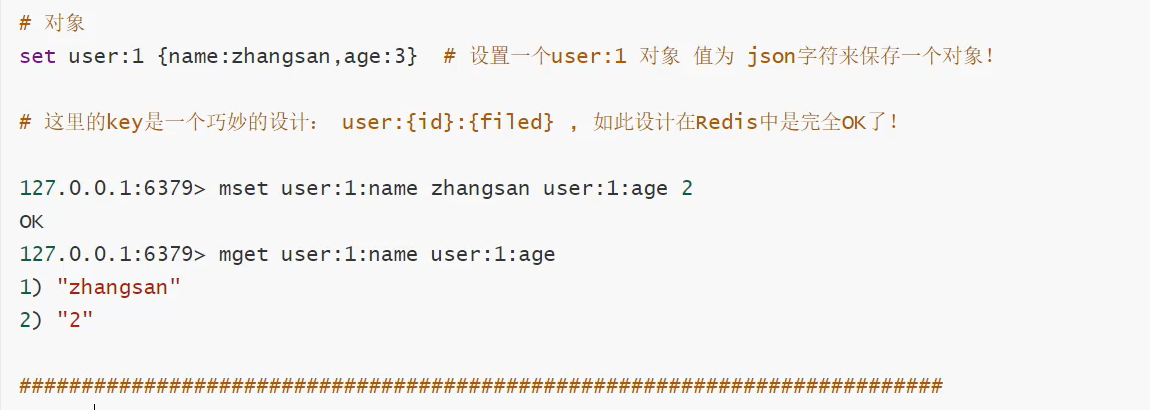 # 对象
set user:1 {name:zhangsan,age:3}  # 设置一个user:1 对象 值为 json字符来保存一个对象!
# 这里的key是一个巧妙的设计： user:{id}:{filed} , 如此设计在Redis中是完全OK了!
127.0.0.1:6379> mset user:1:name zhangsan user:1:age 2
OK
127.0.0.1:6379> mget user:1:name user:1:age
1) "zhangsan"
2) "2"
##########################################################################